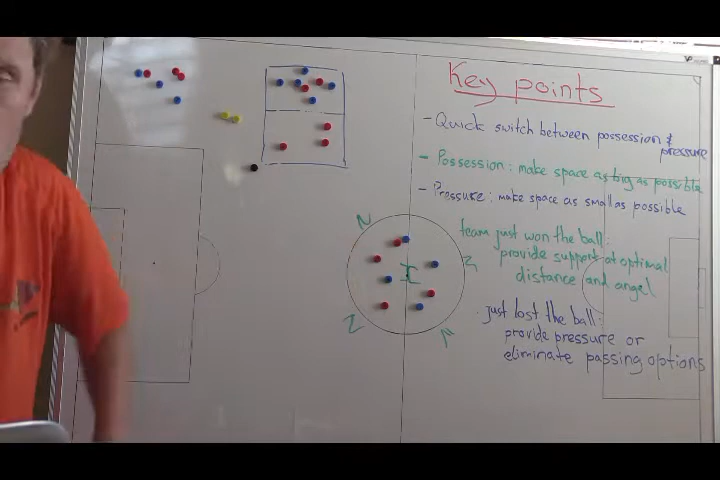 Key points
- Quick switch between possession &
pressure
- Possession: make space as big as possible
- Pressure: make space as small as possible
team just won the ball:
provide support at optimal
distance and angel
. just lost the ball:
provide pressure or
eliminate passing options
N
2
Z